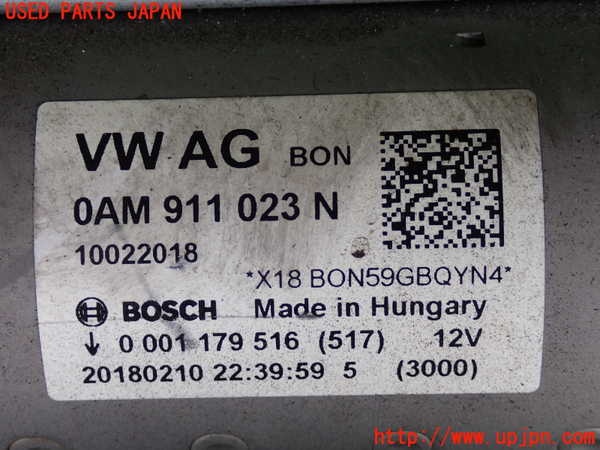 USED PARTS JAPAN
VW AG BON
0AM 911 023 N
10022018
*X18 BON59GBQYN4*
BOSCH Made in Hungary
↓ 0 001 179 516 (517) 12V
20180210 22:39:59 5 (3000)
http://www.upjpn.com/